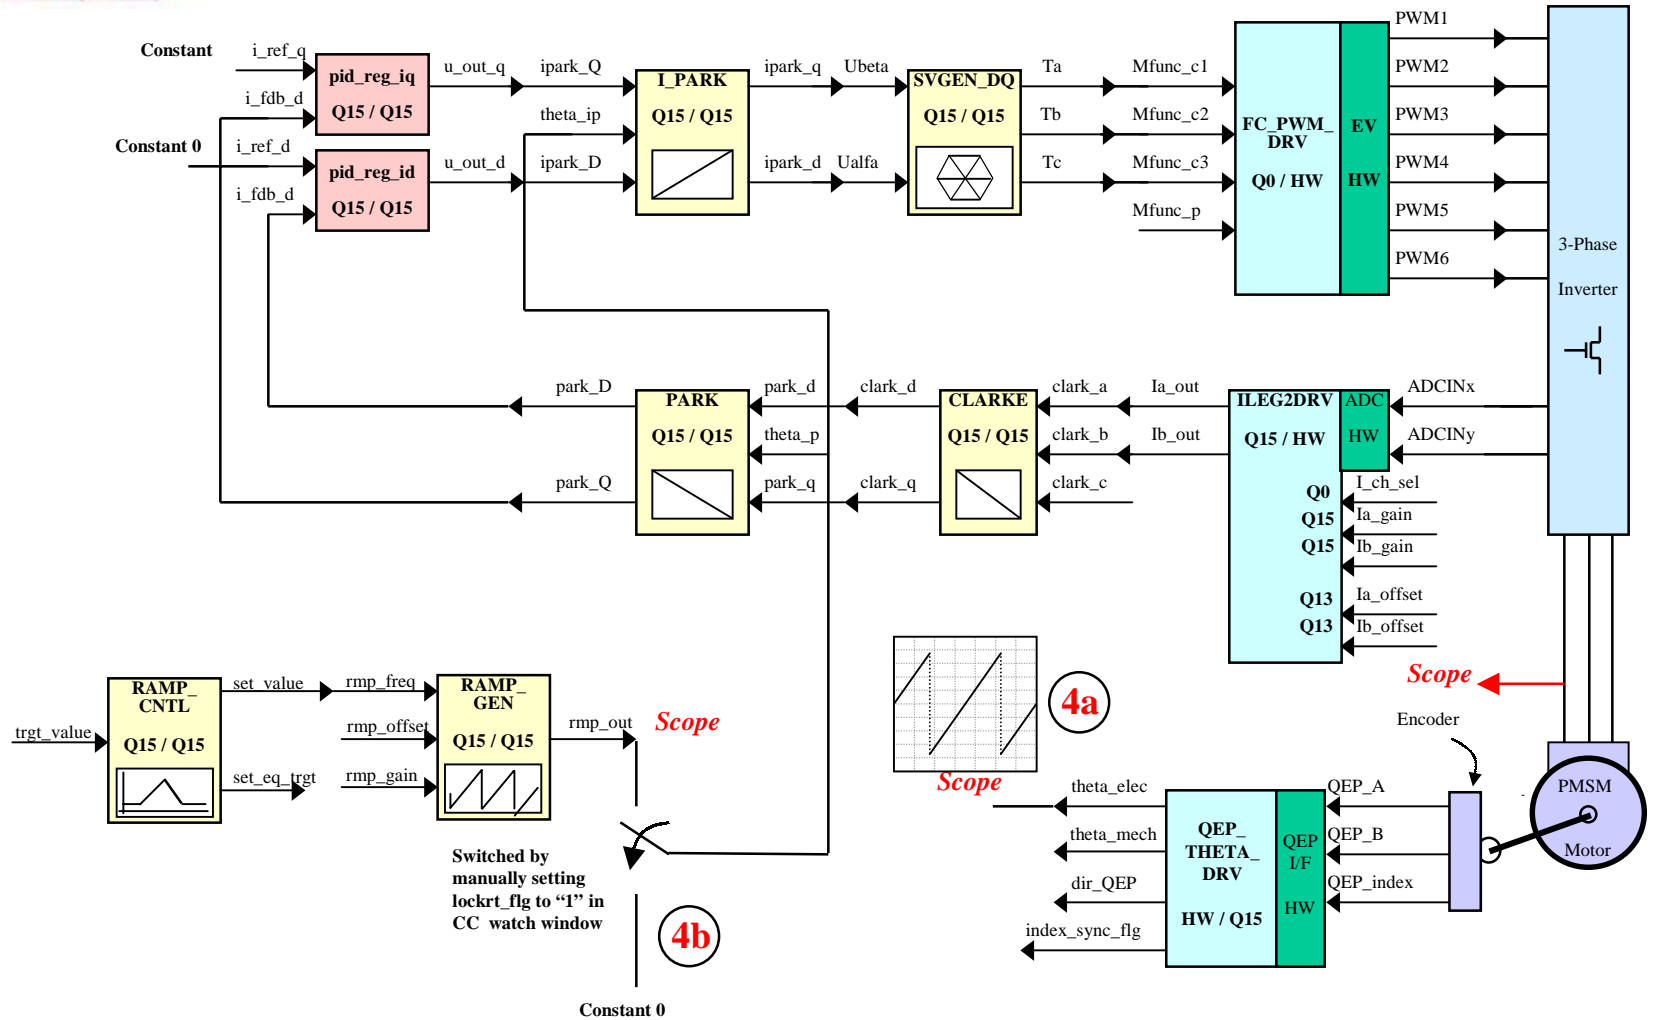 PWM1
Constant
i_ref_q
pid_reg_iq
Q15 / Q15
i_fdb_d
u_out_q
ipark_Q
theta_ip
I_PARK
Q15 / Q15
ipark_q
Ubeta
SVGEN_DQ
Q15 / Q15
Ta
Tb
Tc
Mfunc_c1
Mfunc_c2
Mfunc_c3
Mfunc_p
FC_PWM_
DRV
Q0 / HW
EV
HW
PWM2
PWM3
PWM4
PWM5
PWM6
3-Phase
Inverter
Constant 0
i_ref_d
i_fdb_d
pid_reg_id
Q15 / Q15
u_out_d
ipark_D
ipark_d
Ualfa
park_D
park_Q
PARK
Q15 / Q15
park_d
theta_p
park_q
clark_d
clark_q
CLARKE
Q15 / Q15
clark_a
clark_b
clark_c
Ia_out
Ib_out
ILEG2DRV
Q15 / HW
ADC
HW
ADCINx
ADCINy
Q0
I_ch_sel
Q15
Ia_gain
Q15
Ib_gain
Q13
Ia_offset
Q13
Ib_offset
Scope
trgt_value
RAMP_
CNTL
Q15 / Q15
set_value
set_eq_trgt
rmp_freq
rmp_offset
rmp_gain
RAMP_
GEN
Q15 / Q15
rmp_out
Scope
Switched by
manually setting
lockrt_flg to “1” in
CC watch window
4b
Constant 0
4a
Scope
theta_elec
theta_mech
dir_QEP
index_sync_flg
QEP_
THETA_
DRV
HW / Q15
QEP
I/F
HW
QEP_A
QEP_B
QEP_index
Encoder
PMSM
Motor